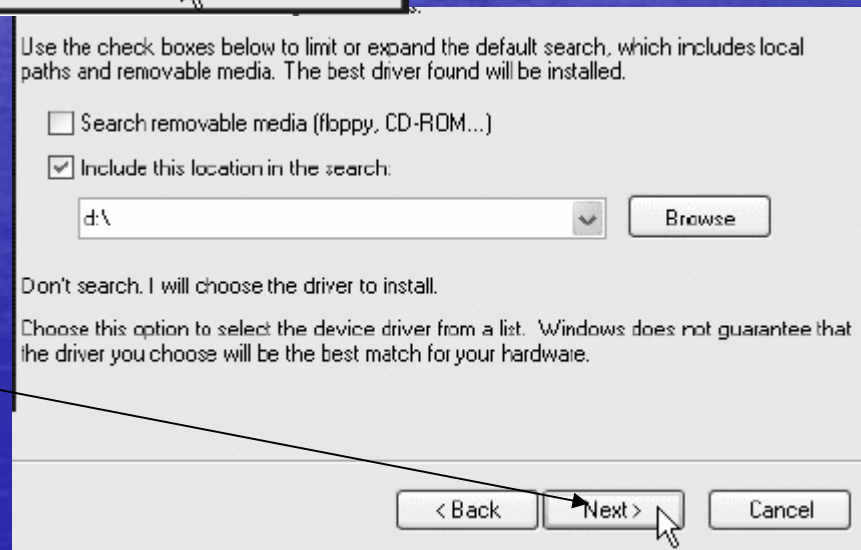 Use the check boxes below to limit or expand the default search, which includes local
paths and removable media. The best driver found will be installed.
Search removable media (floppy, CD-ROM...)
Include this location in the search:
d:\
Browse
Don't search. I will choose the driver to install.
Choose this option to select the device driver from a list. Windows does not guarantee that
the driver you choose will be the best match for your hardware.
< Back
Next >
Cancel